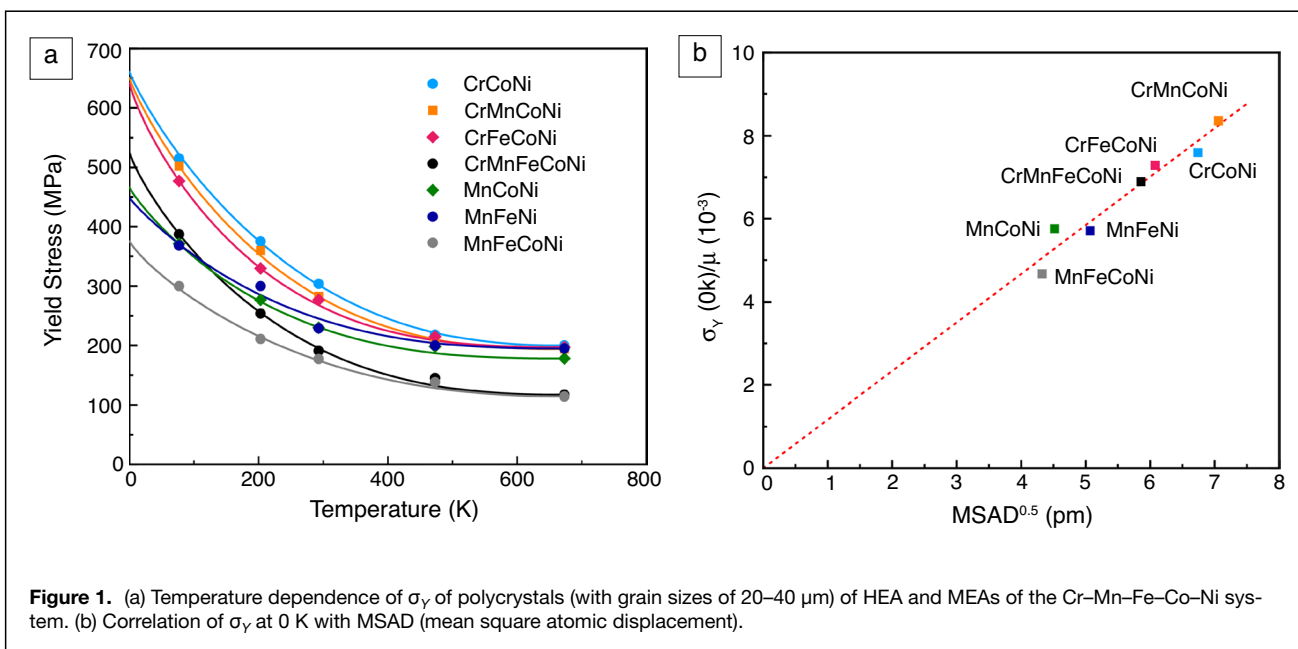 a
700
600
500
400
300
200
100
0
Yield Stress (MPa)
0 200 400 600 800
Temperature (K)
CrCoNi
CrMnCoNi
CrFeCoNi
CrMnFeCoNi
MnCoNi
MnFeNi
MnFeCoNi
b
10
8
6
4
2
0
σY (0k)/μ (10-3)
0 1 2 3 4 5 6 7 8
MSAD0.5 (pm)
CrMnCoNi
CrFeCoNi
CrMnFeCoNi
CrCoNi
MnCoNi
MnFeNi
MnFeCoNi
Figure 1. (a) Temperature dependence of σY of polycrystals (with grain sizes of 20–40 μm) of HEA and MEAs of the Cr–Mn–Fe–Co–Ni sys-
tem. (b) Correlation of σY at 0 K with MSAD (mean square atomic displacement).